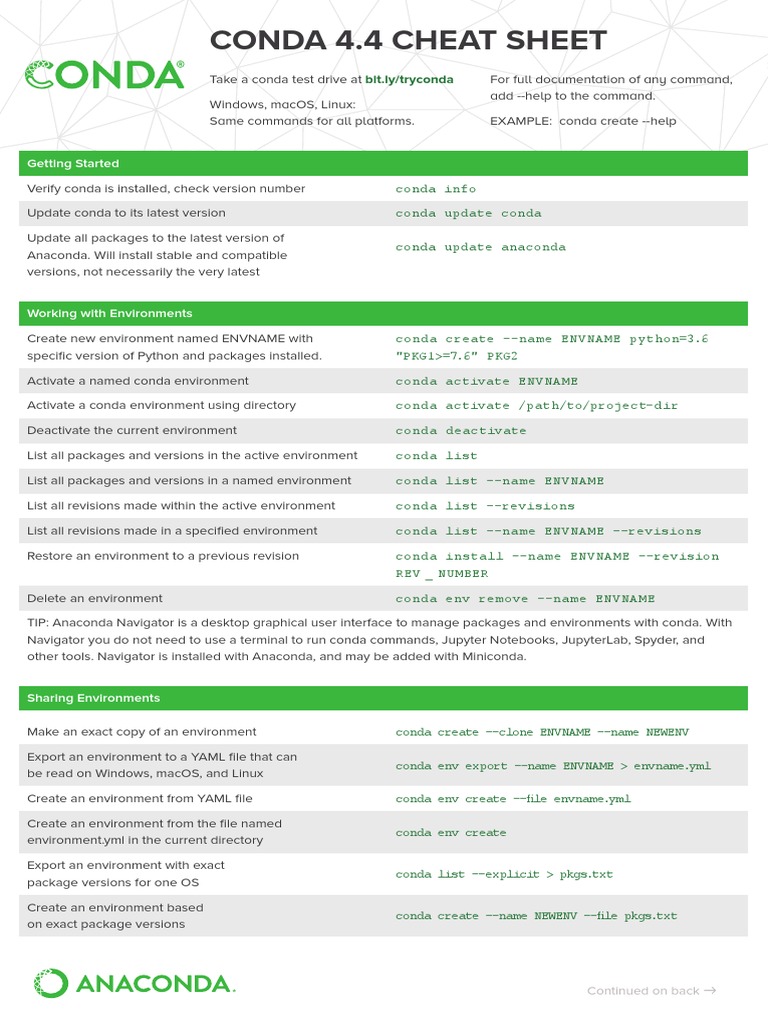 CONDA 4.4 CHEAT SHEET
CONDA®
Take a conda test drive at bit.ly/tryconda
Windows, macOS, Linux:
Same commands for all platforms.
For full documentation of any command,
add --help to the command.
EXAMPLE: conda create --help
Getting Started
Verify conda is installed, check version number
conda info
Update conda to its latest version
conda update conda
Update all packages to the latest version of
Anaconda. Will install stable and compatible
versions, not necessarily the very latest
conda update anaconda
Working with Environments
Create new environment named ENVNAME with
specific version of Python and packages installed.
conda create --name ENVNAME python=3.6
"PKG1>=7.6" PKG2
Activate a named conda environment
conda activate ENVNAME
Activate a conda environment using directory
conda activate /path/to/project-dir
Deactivate the current environment
conda deactivate
List all packages and versions in the active environment
conda list
List all packages and versions in a named environment
conda list --name ENVNAME
List all revisions made within the active environment
conda list --revisions
List all revisions made in a specified environment
conda list --name ENVNAME --revisions
Restore an environment to a previous revision
conda install --name ENVNAME --revision
REV_NUMBER
Delete an environment
conda env remove --name ENVNAME
TIP: Anaconda Navigator is a desktop graphical user interface to manage packages and environments with conda. With
Navigator you do not need to use a terminal to run conda commands, Jupyter Notebooks, JupyterLab, Spyder, and
other tools. Navigator is installed with Anaconda, and may be added with Miniconda.
Sharing Environments
Make an exact copy of an environment
conda create --clone ENVNAME --name NEWENV
Export an environment to a YAML file that can
be read on Windows, macOS, and Linux
conda env export --name ENVNAME > envname.yml
Create an environment from YAML file
conda env create --file envname.yml
Create an environment from the file named
environment.yml in the current directory
conda env create
Export an environment with exact
package versions for one OS
conda list --explicit > pkgs.txt
Create an environment based
on exact package versions
conda create --name NEWENV --file pkgs.txt
ANACONDA.
Continued on back →